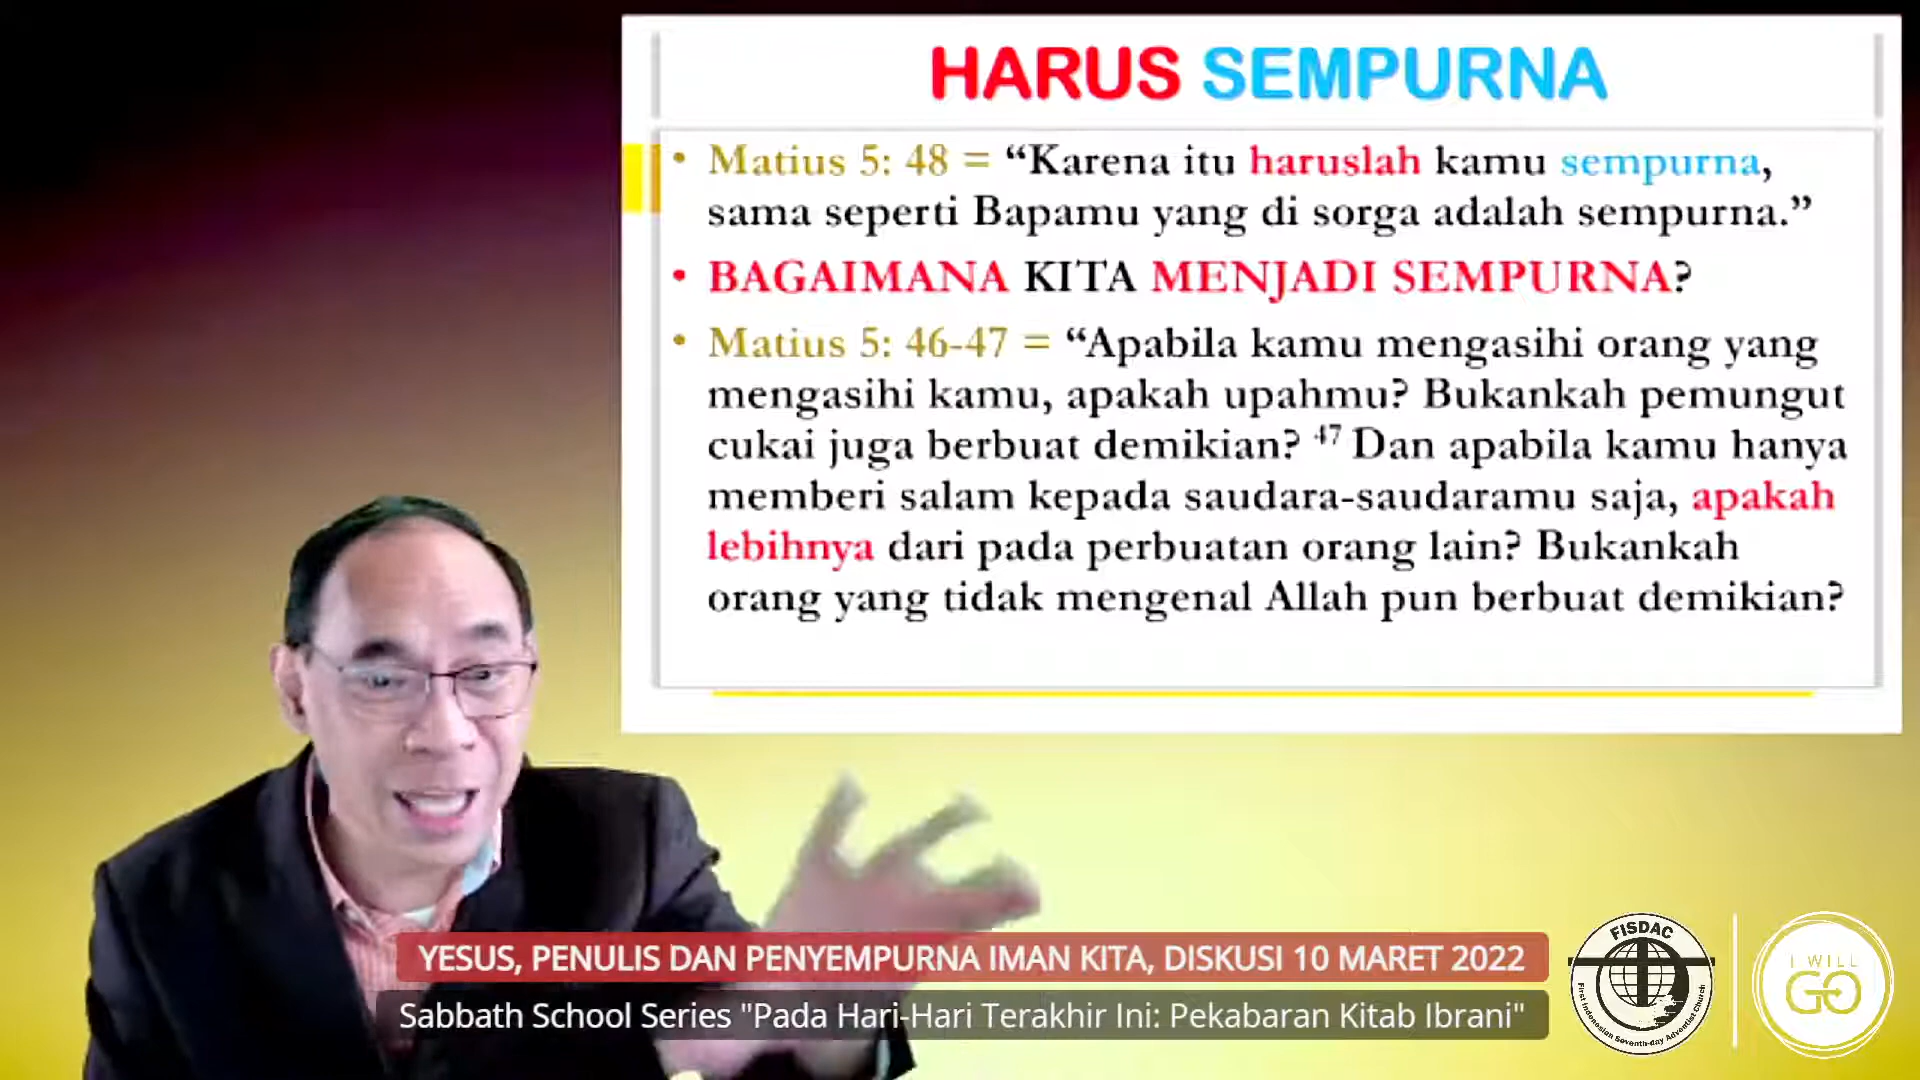 HARUS SEMPURNA
• Matius 5: 48 = “Karena itu haruslah kamu sempurna,
sama seperti Bapamu yang di sorga adalah sempurna.”
• BAGAIMANA KITA MENJADI SEMPURNA?
• Matius 5: 46-47 = “Apabila kamu mengasihi orang yang
mengasihi kamu, apakah upahmu? Bukankah pemungut
cukai juga berbuat demikian? 47 Dan apabila kamu hanya
memberi salam kepada saudara-saudaramu saja, apakah
lebihnya dari pada perbuatan orang lain? Bukankah
orang yang tidak mengenal Allah pun berbuat demikian?
YESUS, PENULIS DAN PENYEMPURNA IMAN KITA, DISKUSI 10 MARET 2022
Sabbath School Series "Pada Hari-Hari Terakhir Ini: Pekabaran Kitab Ibrani"
FISDAC
First Indonesian Seventh-day Adventist Church
I WILL
GO